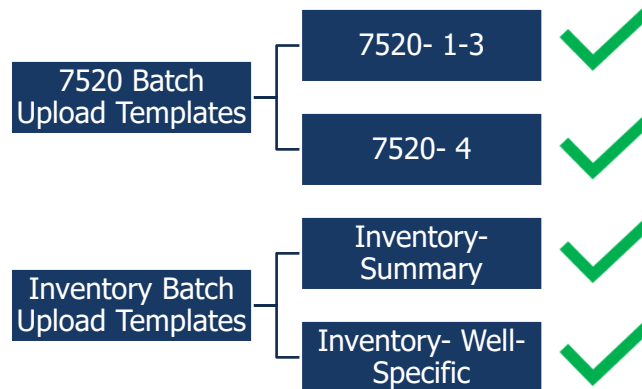 7520 Batch
Upload Templates
7520- 1-3
7520- 4
Inventory Batch
Upload Templates
Inventory-
Summary
Inventory- Well-
Specific